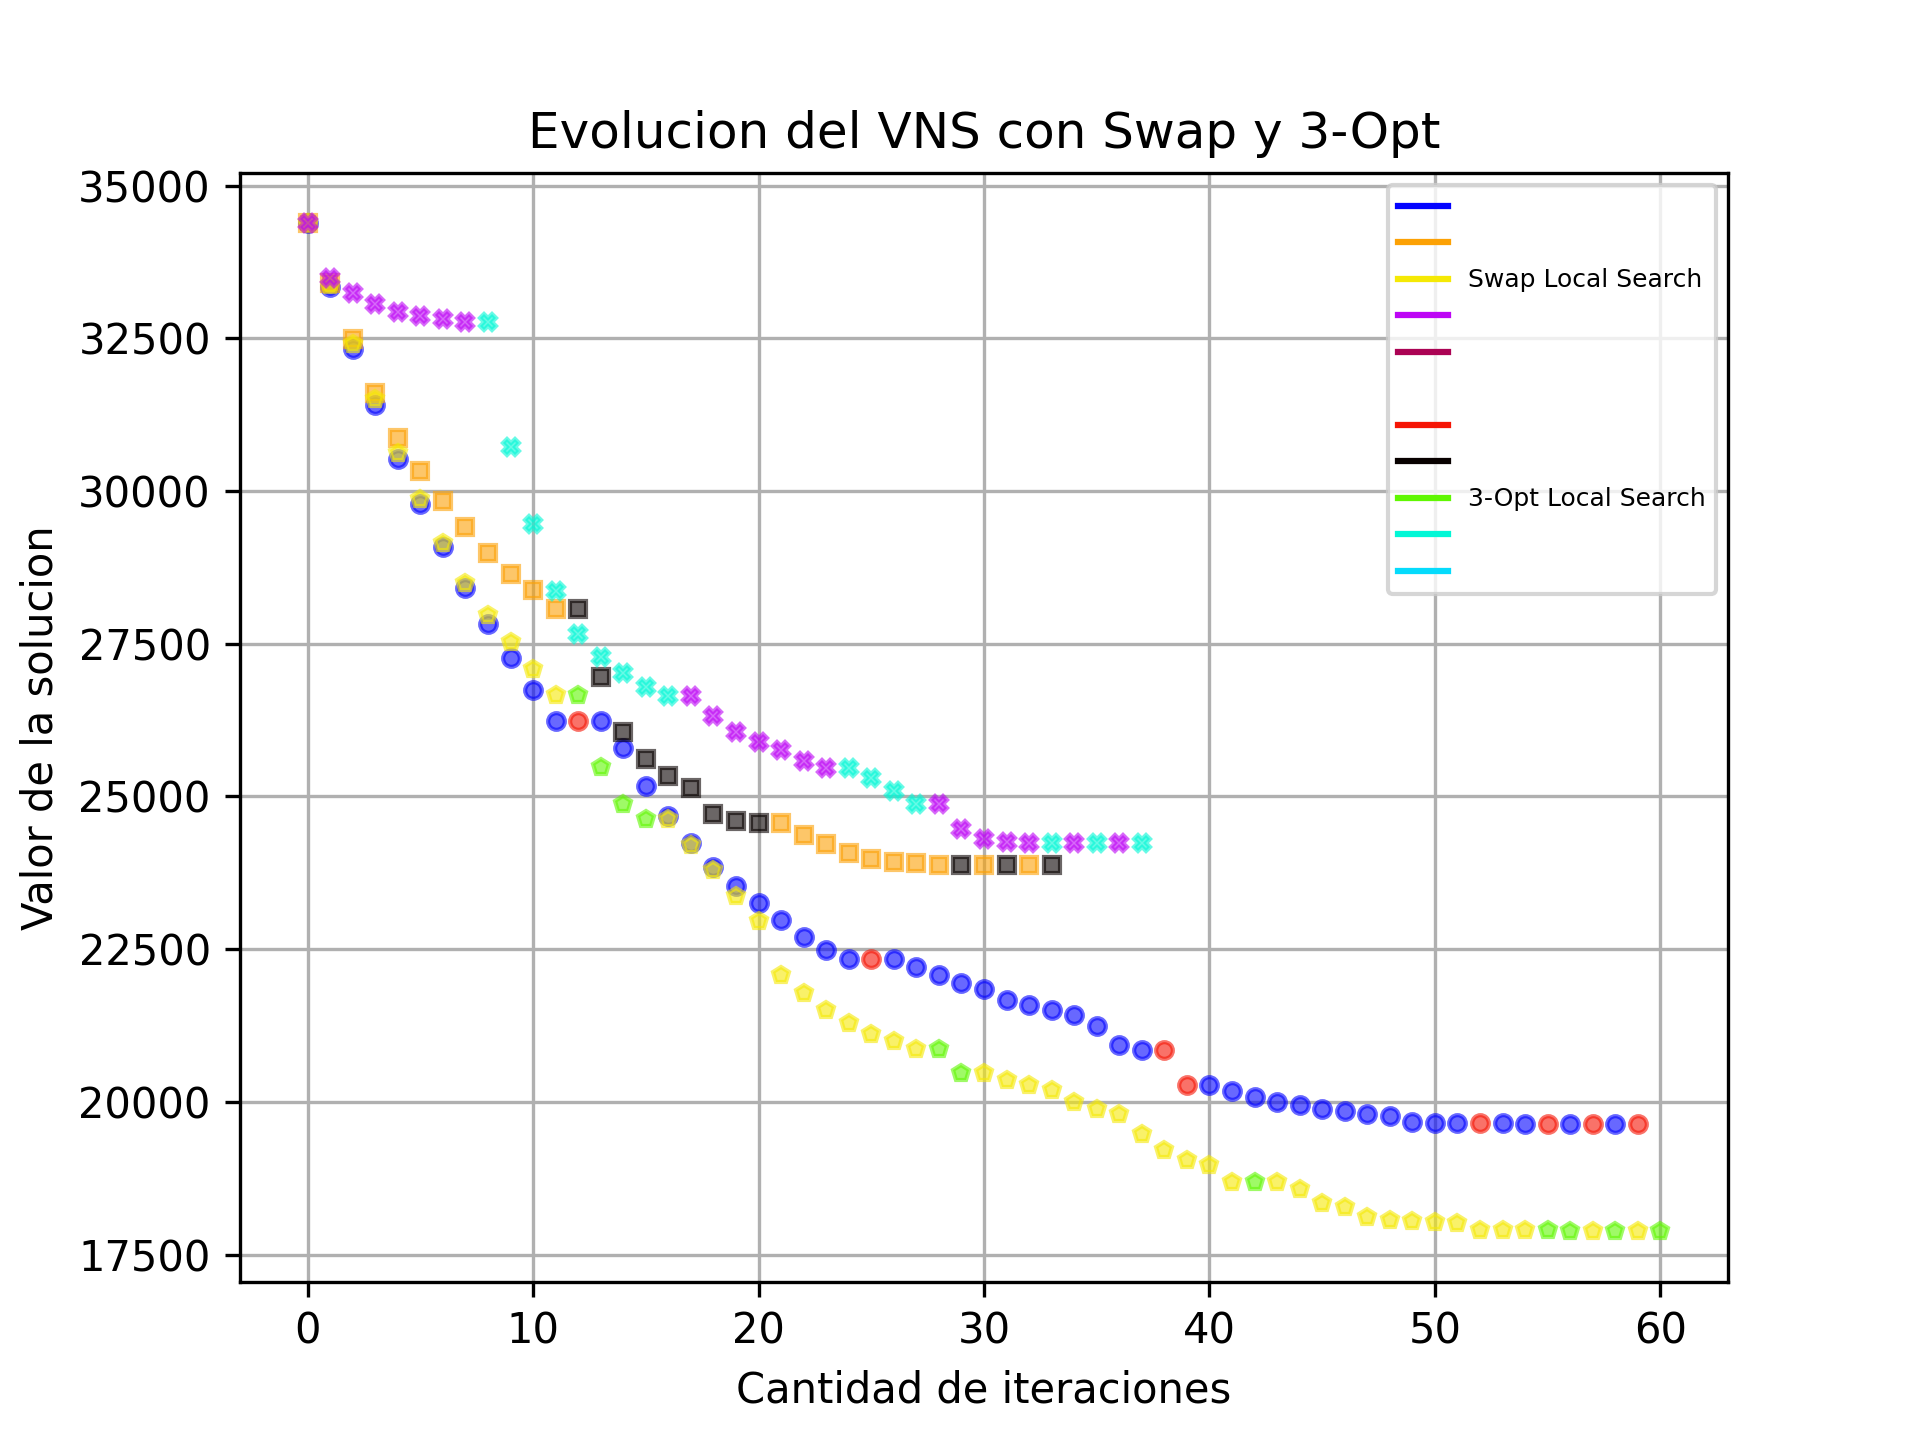 Evolucion del VNS con Swap y 3-Opt
35000
32500
30000
27500
25000
22500
20000
17500
Valor de la solucion
Swap Local Search
3-Opt Local Search
0 10 20 30 40 50 60
Cantidad de iteraciones